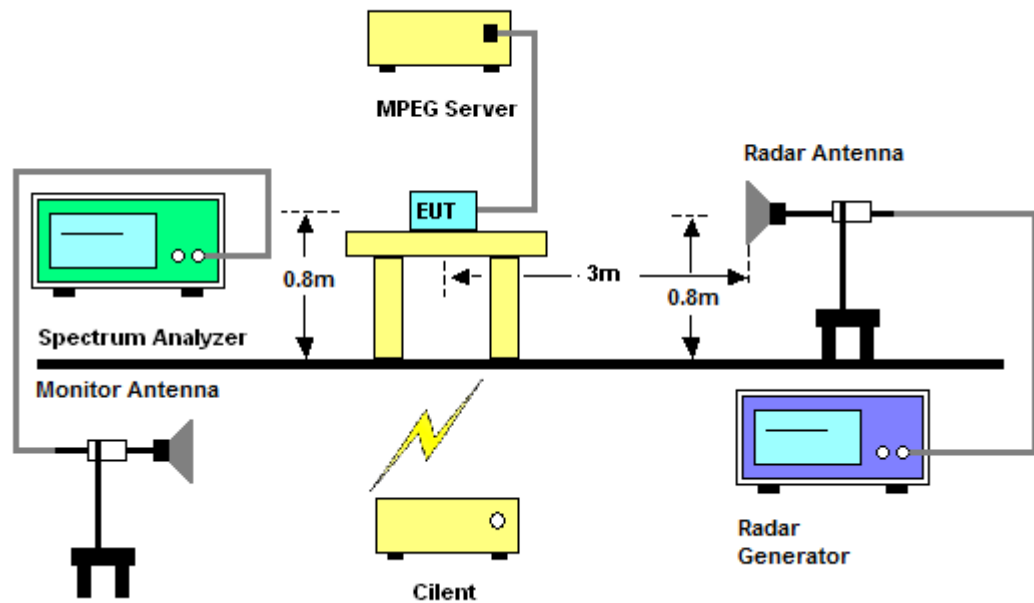 MPEG Server
Radar Antenna
EUT
0.8m
3m
0.8m
Spectrum Analyzer
Monitor Antenna
Radar
Generator
Cilent